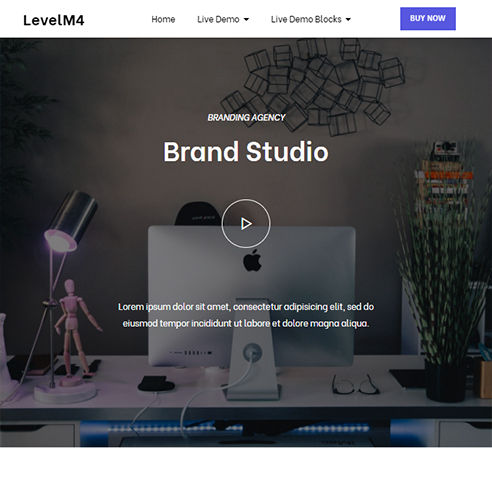 LevelM4
Home
Live Demo
Live Demo Blocks
BUY NOW
BRANDING AGENCY
Brand Studio
Lorem ipsum dolor sit amet, consectetur adipisicing elit, sed do
eiusmod tempor incididunt ut labore et dolore magna aliqua.